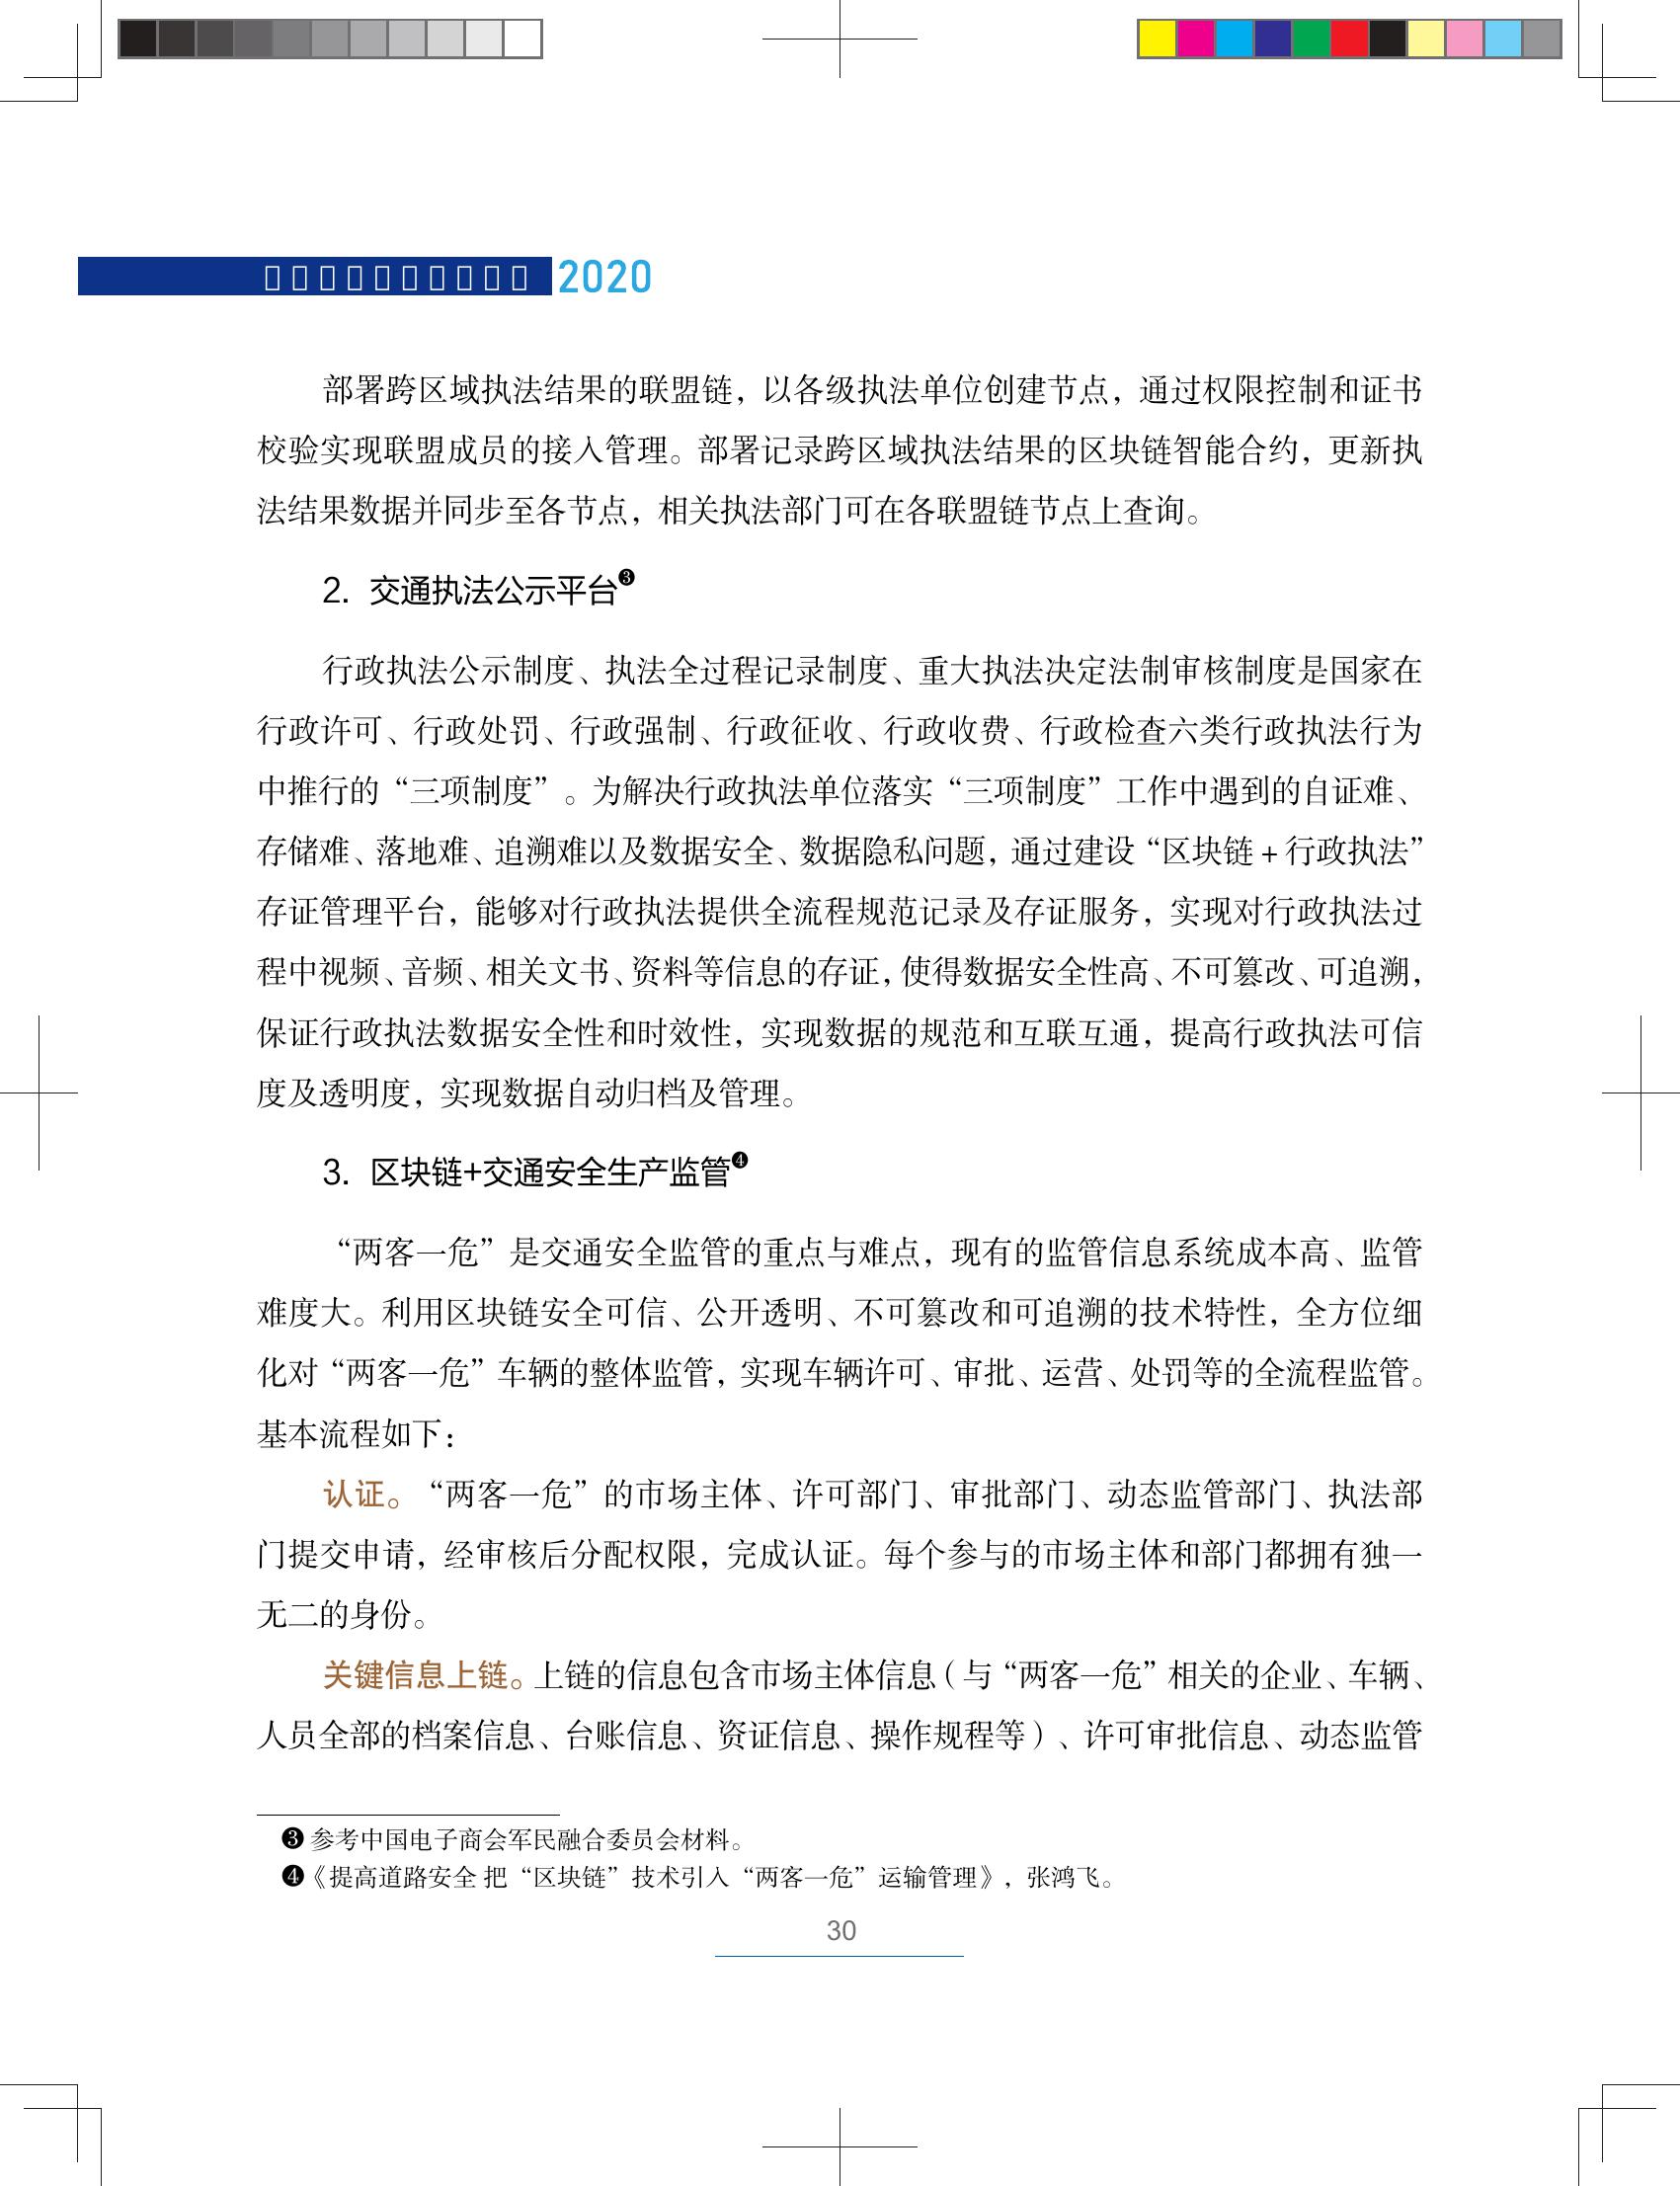 2020
部署跨区域执法结果的联盟链，以各级执法单位创建节点，通过权限控制和证书
校验实现联盟成员的接入管理。部署记录跨区域执法结果的区块链智能合约，更新执
法结果数据并同步至各节点，相关执法部门可在各联盟链节点上查询。
2. 交通执法公示平台❸
行政执法公示制度、执法全过程记录制度、重大执法决定法制审核制度是国家在
行政许可、行政处罚、行政强制、行政征收、行政收费、行政检查六类行政执法行为
中推行的“三项制度”。为解决行政执法单位落实“三项制度”工作中遇到的自证难、
存储难、落地难、追溯难以及数据安全、数据隐私问题，通过建设“区块链 + 行政执法”
存证管理平台，能够对行政执法提供全流程规范记录及存证服务，实现对行政执法过
程中视频、音频、相关文书、资料等信息的存证，使得数据安全性高、不可篡改、可追溯，
保证行政执法数据安全性和时效性，实现数据的规范和互联互通，提高行政执法可信
度及透明度，实现数据自动归档及管理。
3. 区块链+交通安全生产监管❹
“两客一危”是交通安全监管的重点与难点，现有的监管信息系统成本高、监管
难度大。利用区块链安全可信、公开透明、不可篡改和可追溯的技术特性，全方位细
化对“两客一危”车辆的整体监管，实现车辆许可、审批、运营、处罚等的全流程监管。
基本流程如下：
认证。“两客一危”的市场主体、许可部门、审批部门、动态监管部门、执法部
门提交申请，经审核后分配权限，完成认证。每个参与的市场主体和部门都拥有独一
无二的身份。
关键信息上链。上链的信息包含市场主体信息（与“两客一危”相关的企业、车辆、
人员全部的档案信息、台账信息、资证信息、操作规程等）、许可审批信息、动态监管
❸ 参考中国电子商会军民融合委员会材料。
❹《提高道路安全 把“区块链”技术引入“两客一危”运输管理》，张鸿飞。
30